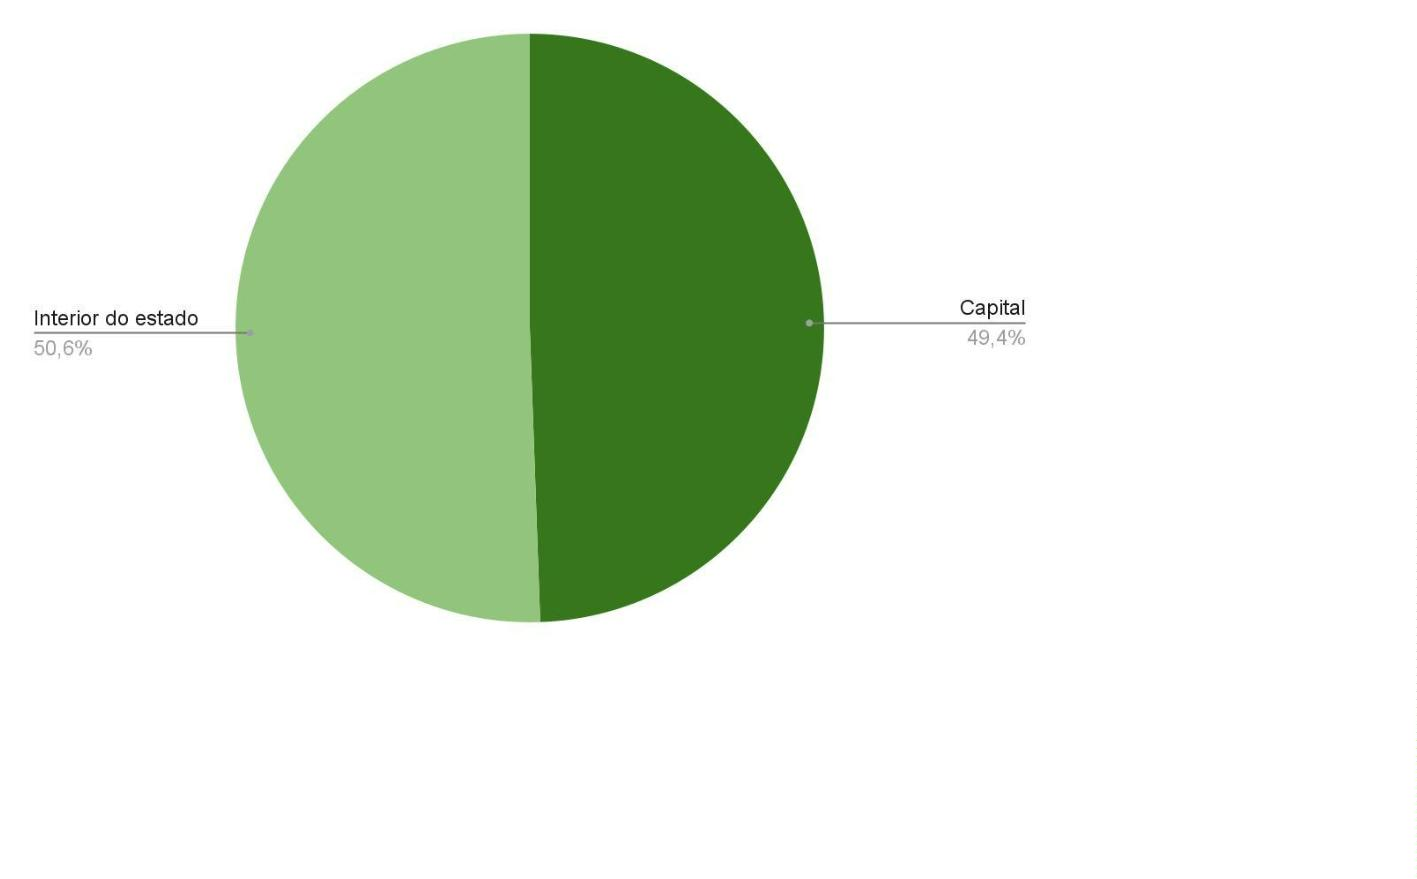 Interior do estado
50,6%
Capital
49,4%